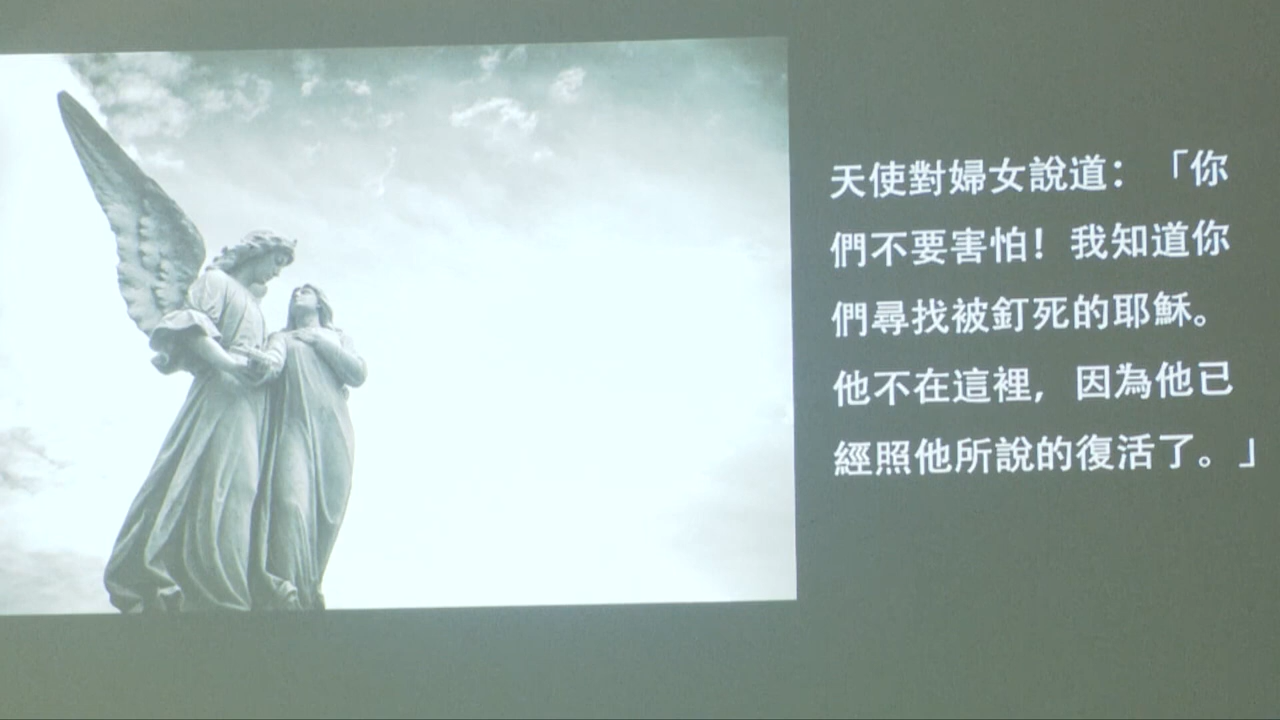 天使對婦女說道：「你
們不要害怕！我知道你
們尋找被釘死的耶穌。
他不在這裡，因為他已
經照他所說的復活了。」